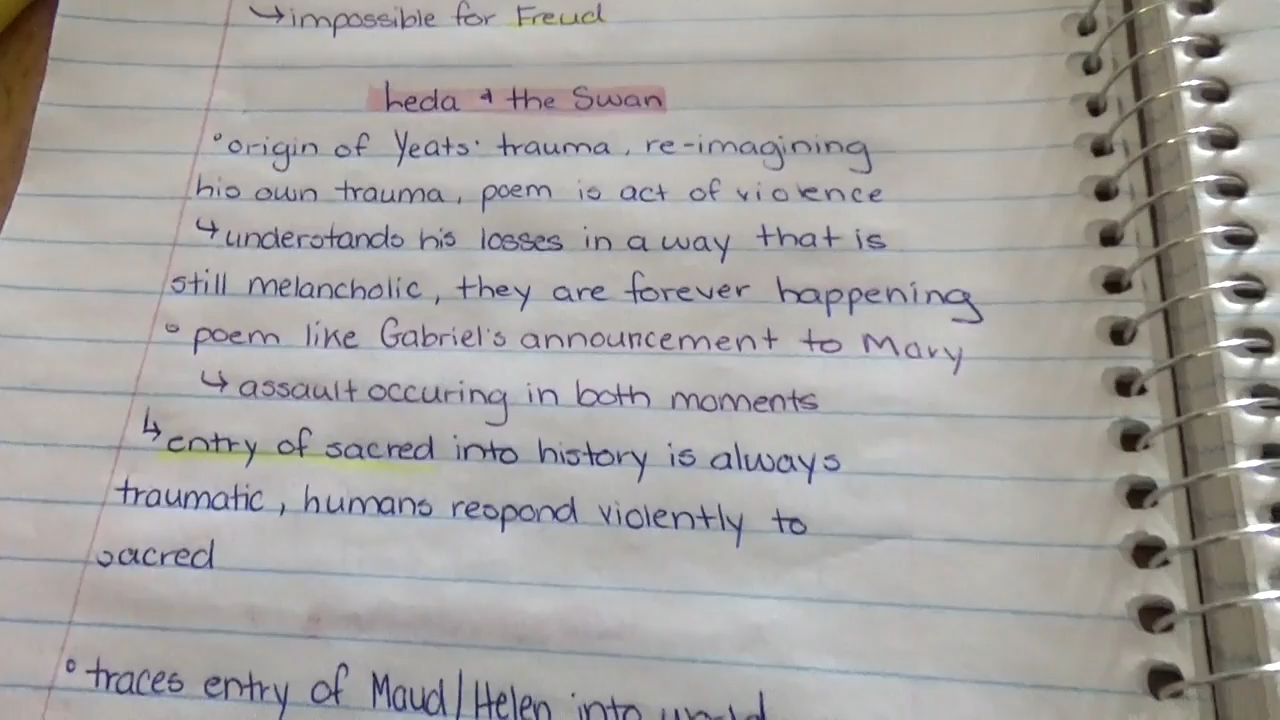 ↳impossible for Freud
Leda & the Swan
°origin of Yeats' trauma, re-imagining
his own trauma, poem is act of violence
↳understands his losses in a way that is
still melancholic, they are forever happening
° poem like Gabriel's announcement to Mary
↳ assault occuring in both moments
↳entry of sacred into history is always
traumatic, humans respond violently to
sacred
° traces entry of Maud/Helen into world